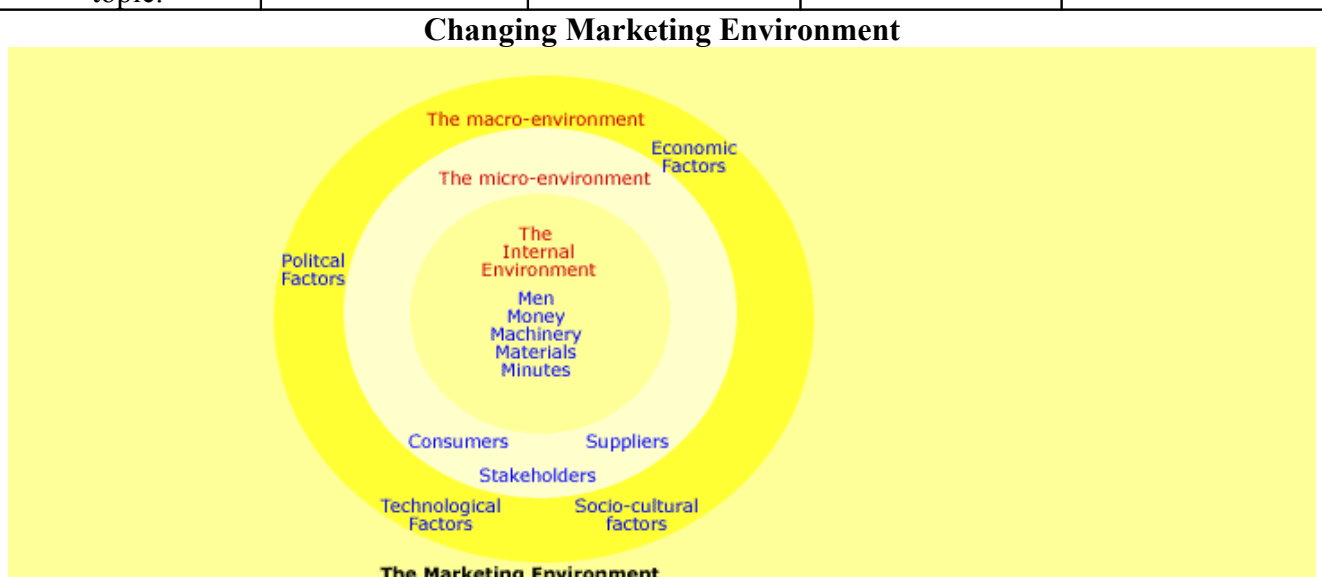 topic.
Changing Marketing Environment
The macro-environment
Economic
Factors
The micro-environment
The
Internal
Environment
Politcal
Factors
Men
Money
Machinery
Materials
Minutes
Consumers
Suppliers
Stakeholders
Technological
Factors
Socio-cultural
factors
The Marketing Environment